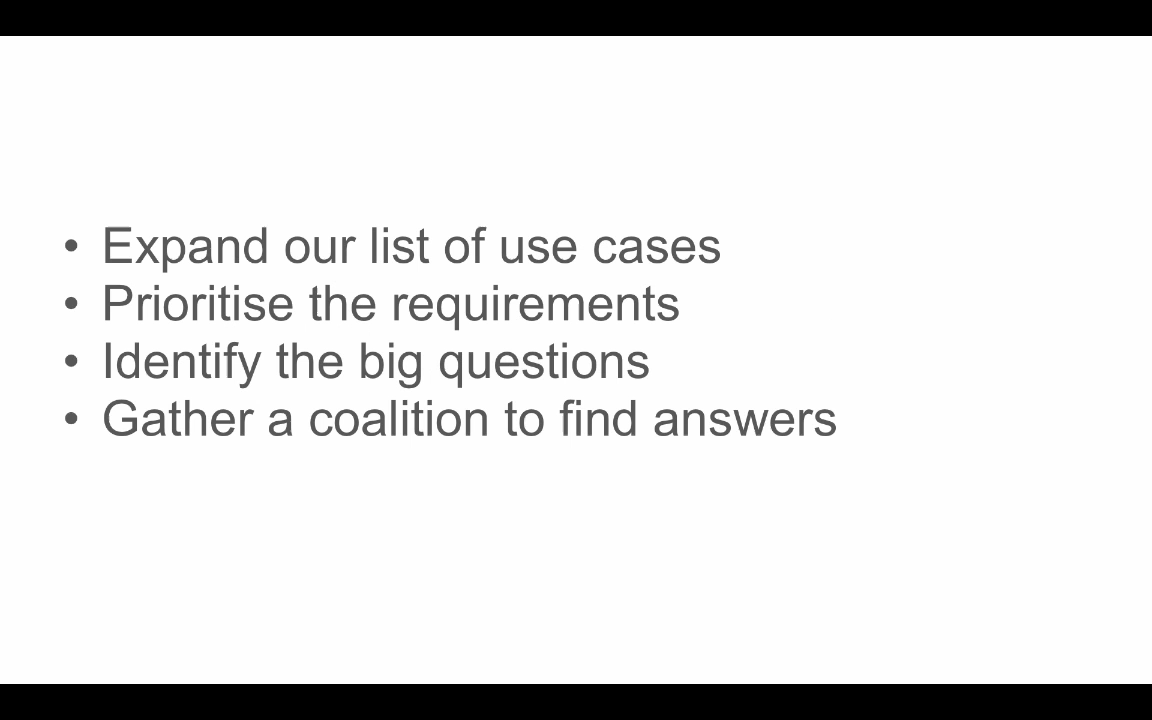 • Expand our list of use cases
• Prioritise the requirements
• Identify the big questions
• Gather a coalition to find answers